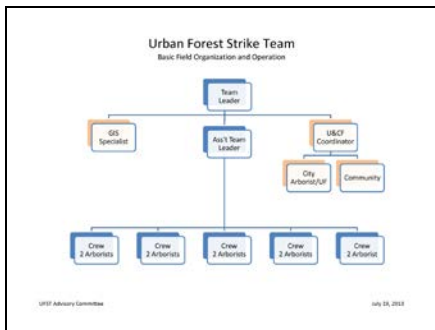 Urban Forest Strike Team
Basic Field Organization and Operation
Team
Leader
GIS
Specialist
Ass't Team
Leader
U&CF
Coordinator
City
Arborist/UF
Community
Crew
2 Arborists
Crew
2 Arborists
Crew
2 Arborists
Crew
2 Arborists
Crew
2 Arborist
UFST Advisory Committee
July 19, 2013